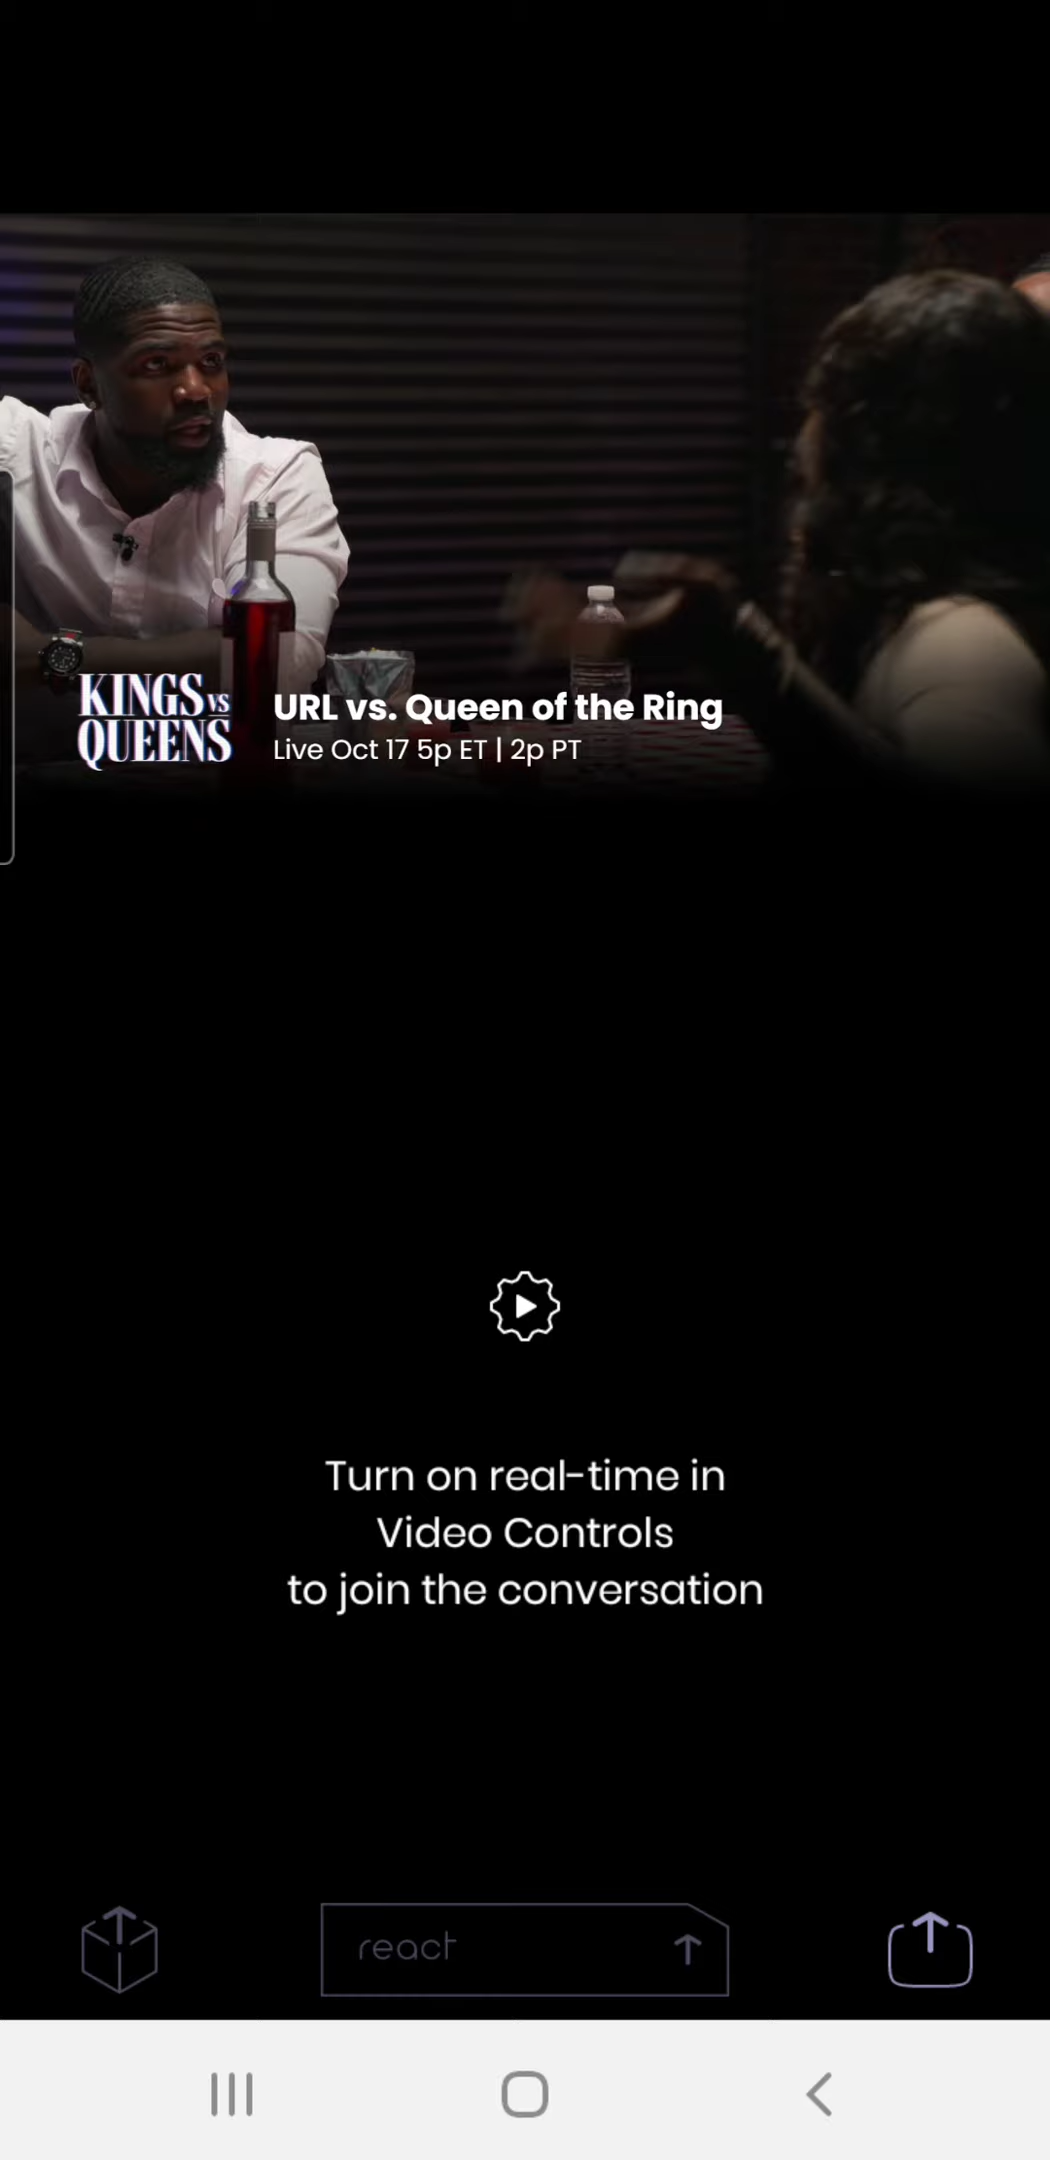 KINGS VS
QUEENS
URL vs. Queen of the Ring
Live Oct 17 5p ET | 2p PT
Turn on real-time in
Video Controls
to join the conversation
react